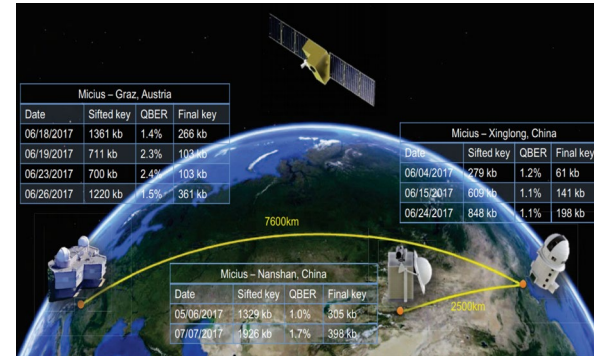 Micius – Graz, Austria
Date Sifted key QBER Final key
06/18/2017 1361 kb 1.4% 266 kb
06/19/2017 711 kb 2.3% 103 kb
06/23/2017 700 kb 2.4% 103 kb
06/26/2017 1220 kb 1.5% 361 kb
Micius – Xinglong, China
Date Sifted key QBER Final key
06/04/2017 279 kb 1.2% 61 kb
06/15/2017 609 kb 1.1% 141 kb
06/24/2017 848 kb 1.1% 198 kb
7600km
Micius – Nanshan, China
Date Sifted key QBER Final key
05/06/2017 1329 kb 1.0% 305 kb
07/07/2017 1926 kb 1.7% 398 kb
2500km